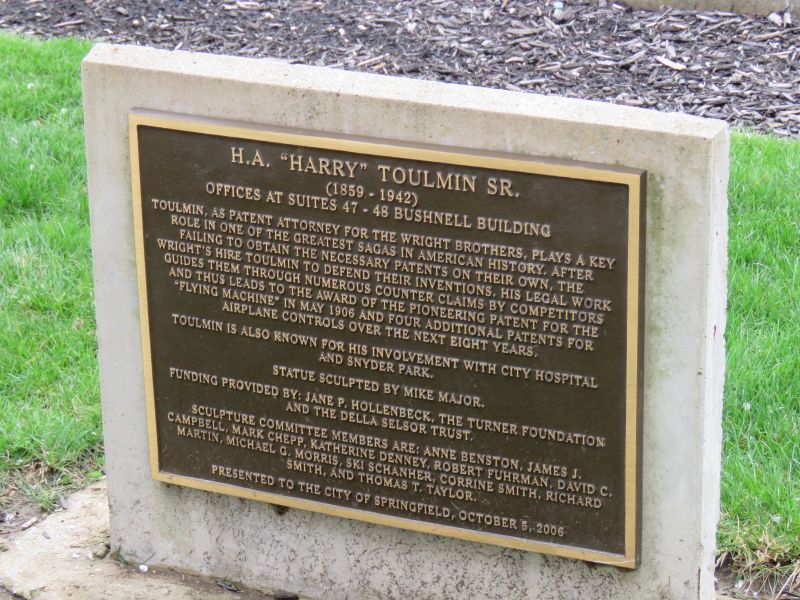 H.A. "HARRY" TOULMIN SR.
(1859 - 1942)
OFFICES AT SUITES 47 - 48 BUSHNELL BUILDING
TOULMIN, AS PATENT ATTORNEY FOR THE WRIGHT BROTHERS, PLAYS A KEY
ROLE IN ONE OF THE GREATEST SAGAS IN AMERICAN HISTORY. AFTER
FAILING TO OBTAIN THE NECESSARY PATENTS ON THEIR OWN, THE
WRIGHT'S HIRE TOULMIN TO DEFEND THEIR INVENTIONS. HIS LEGAL WORK
GUIDES THEM THROUGH NUMEROUS COUNTER CLAIMS BY COMPETITORS
AND THUS LEADS TO THE AWARD OF THE PIONEERING PATENT FOR THE
"FLYING MACHINE" IN MAY 1906 AND FOUR ADDITIONAL PATENTS FOR
AIRPLANE CONTROLS OVER THE NEXT EIGHT YEARS.
TOULMIN IS ALSO KNOWN FOR HIS INVOLVEMENT WITH CITY HOSPITAL
AND SNYDER PARK.
STATUE SCULPTED BY MIKE MAJOR.
FUNDING PROVIDED BY: JANE P. HOLLENBECK, THE TURNER FOUNDATION
AND THE DELLA SELSOR TRUST.
SCULPTURE COMMITTEE MEMBERS ARE: ANNE BENSTON, JAMES J.
CAMPBELL, MARK CHEPP, KATHERINE DENNEY, ROBERT FUHRMAN, DAVID C.
MARTIN, MICHAEL G. MORRIS, SKI SCHANHER, CORRINE SMITH, RICHARD
SMITH, AND THOMAS T. TAYLOR.
PRESENTED TO THE CITY OF SPRINGFIELD, OCTOBER 5, 2006